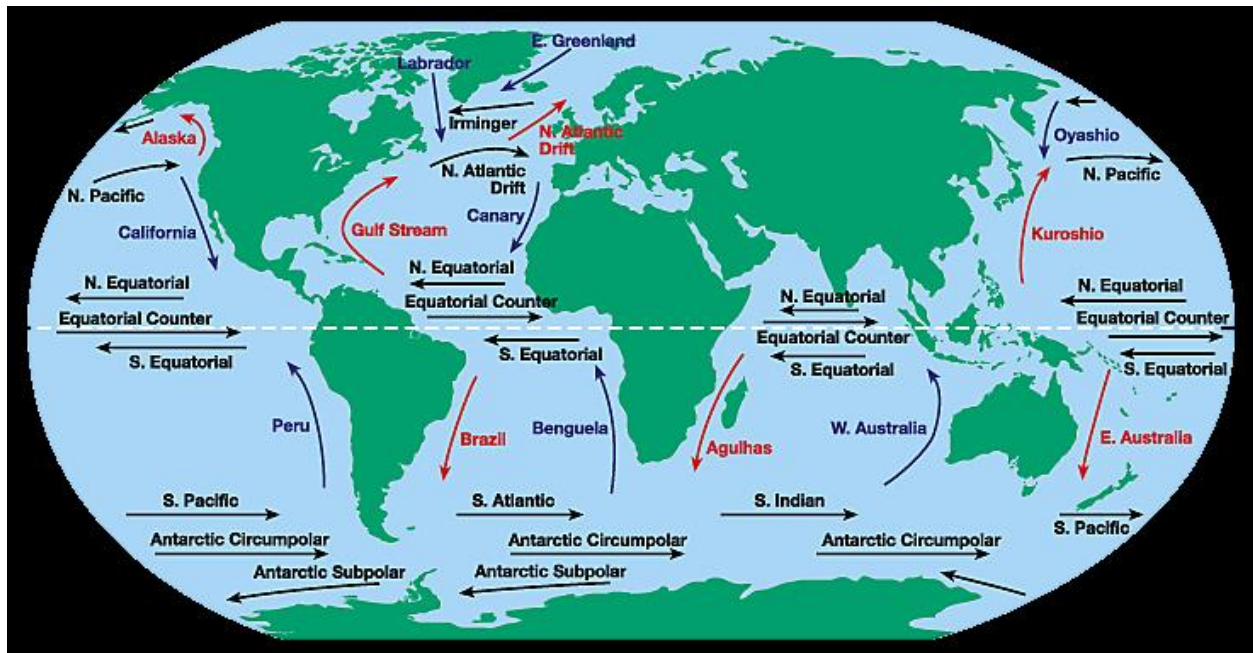 E. Greenland
Labrador
Irminger
Alaska
N. Atlantic
Drift
Oyashio
N. Pacific
N. Atlantic
Drift
N. Pacific
Canary
California
Gulf Stream
Kuroshio
N. Equatorial
N. Equatorial
N. Equatorial
N. Equatorial
Equatorial Counter
Equatorial Counter
Equatorial Counter
Equatorial Counter
S. Equatorial
S. Equatorial
S. Equatorial
S. Equatorial
Peru
Brazil
Benguela
Agulhas
W. Australia
E. Australia
S. Pacific
S. Atlantic
S. Indian
S. Pacific
Antarctic Circumpolar
Antarctic Circumpolar
Antarctic Circumpolar
Antarctic Subpolar
Antarctic Subpolar